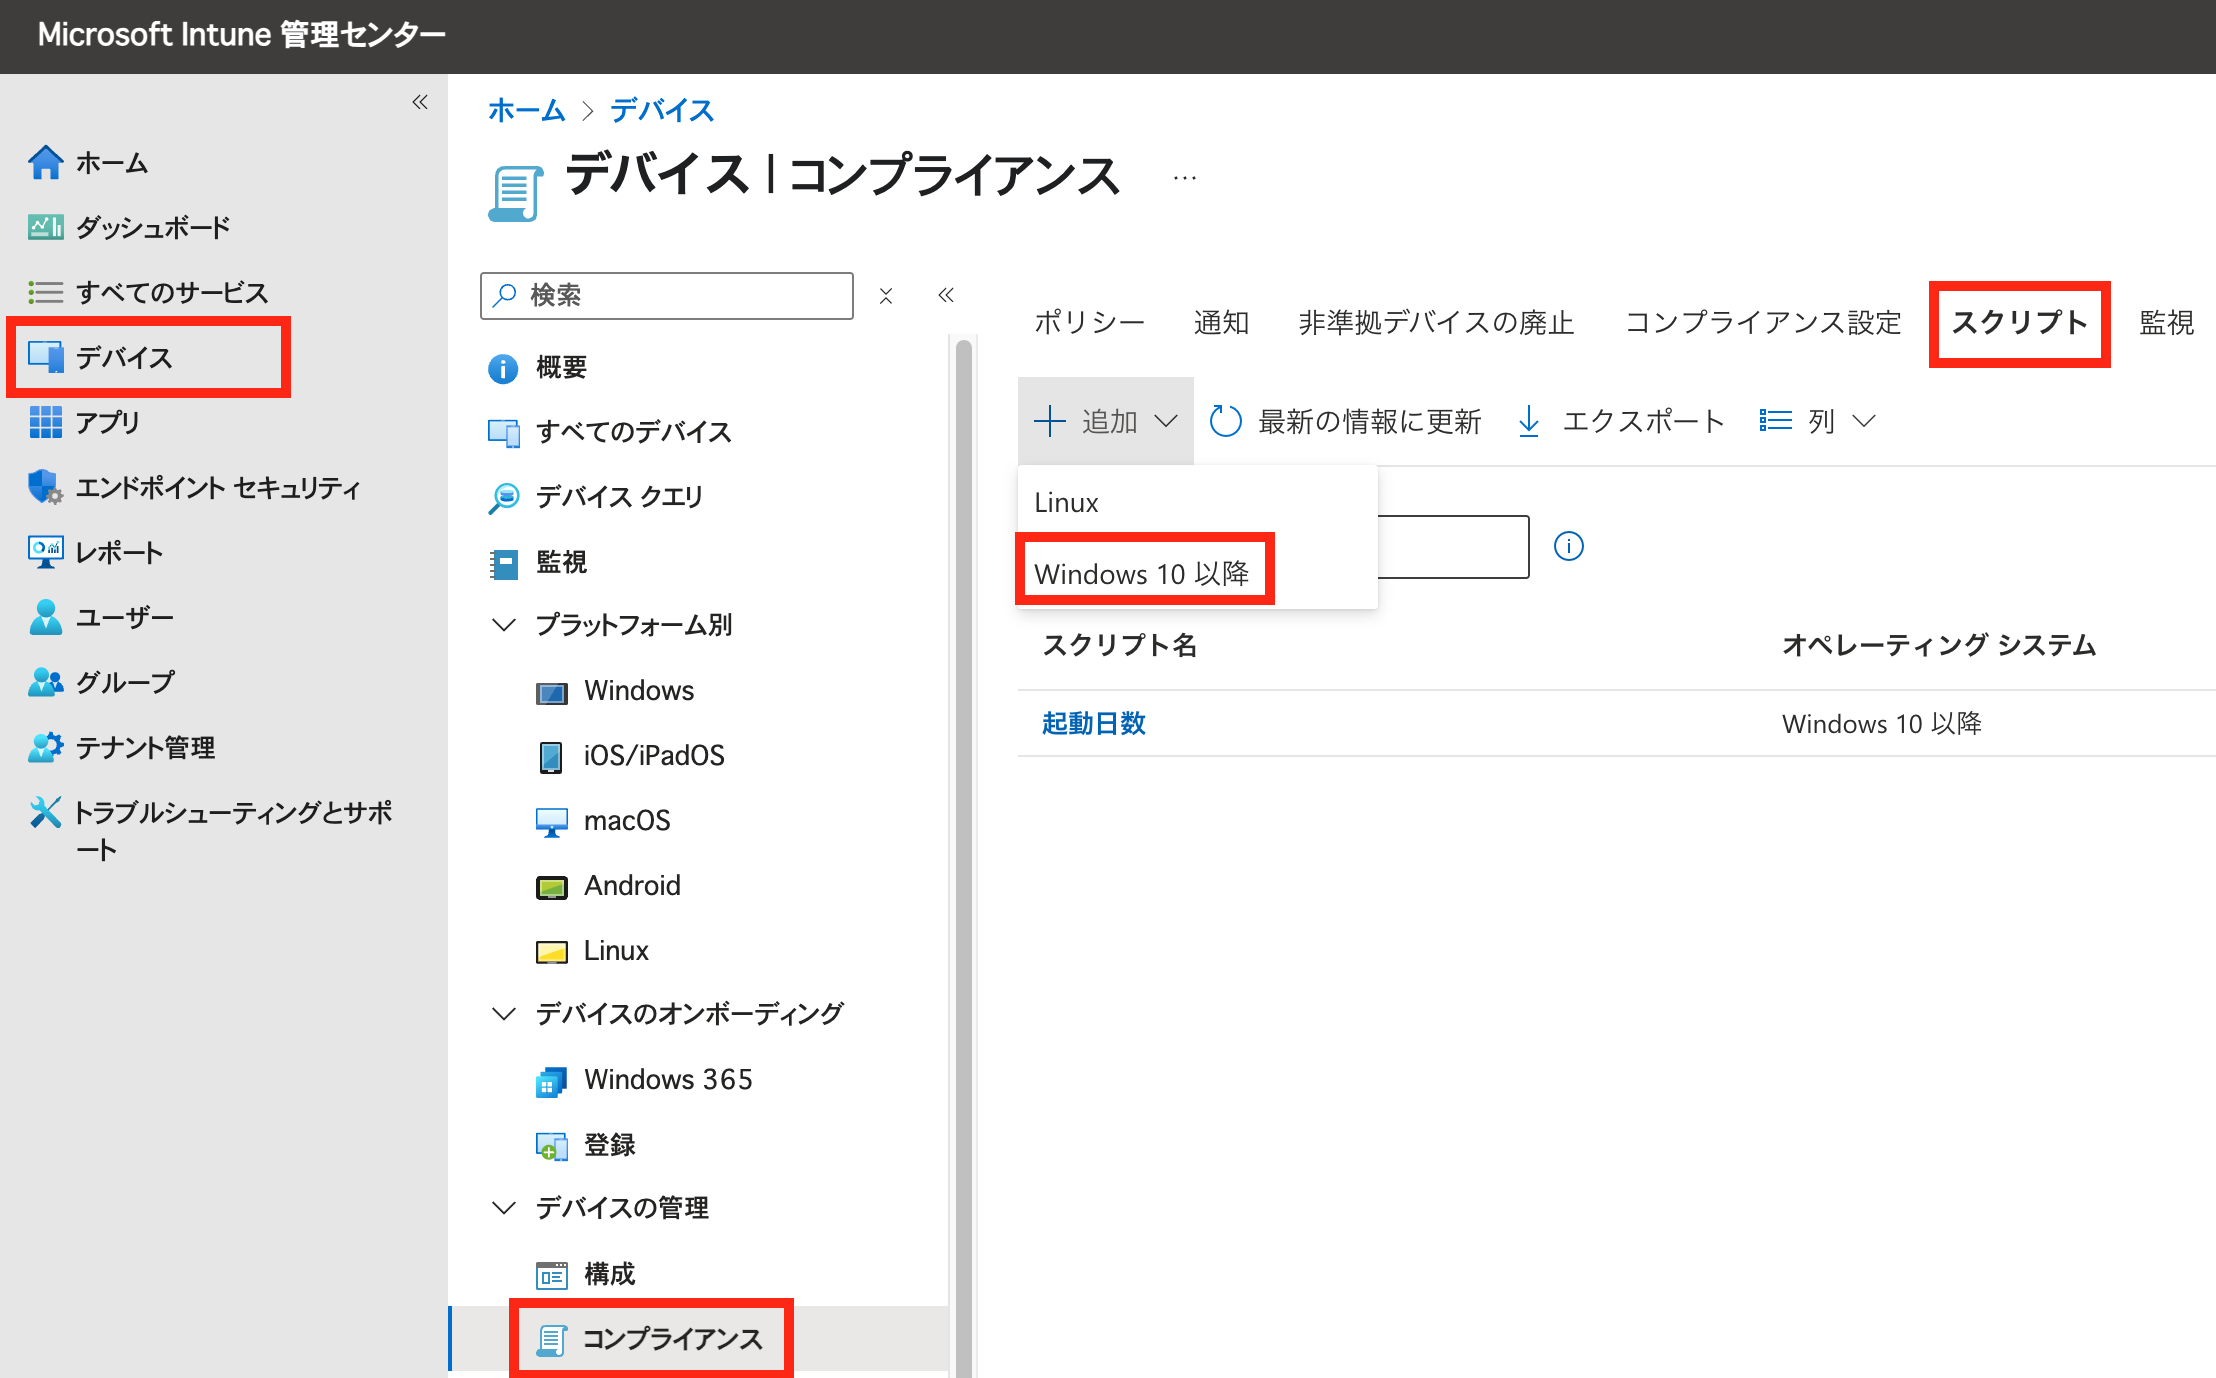 Microsoft Intune 管理センター
ホーム
ダッシュボード
すべてのサービス
デバイス
アプリ
エンドポイント セキュリティ
レポート
ユーザー
グループ
テナント管理
トラブルシューティングとサポ
ート
ホーム > デバイス
デバイス | コンプライアンス ...
検索
概要
すべてのデバイス
デバイス クエリ
監視
プラットフォーム別
Windows
iOS/iPadOS
macOS
Android
Linux
デバイスのオンボーディング
Windows 365
登録
デバイスの管理
構成
コンプライアンス
ポリシー 通知 非準拠デバイスの廃止 コンプライアンス設定 スクリプト 監視
追加 最新の情報に更新 エクスポート 列
Linux
Windows 10 以降
スクリプト名 オペレーティング システム
起動日数 Windows 10 以降